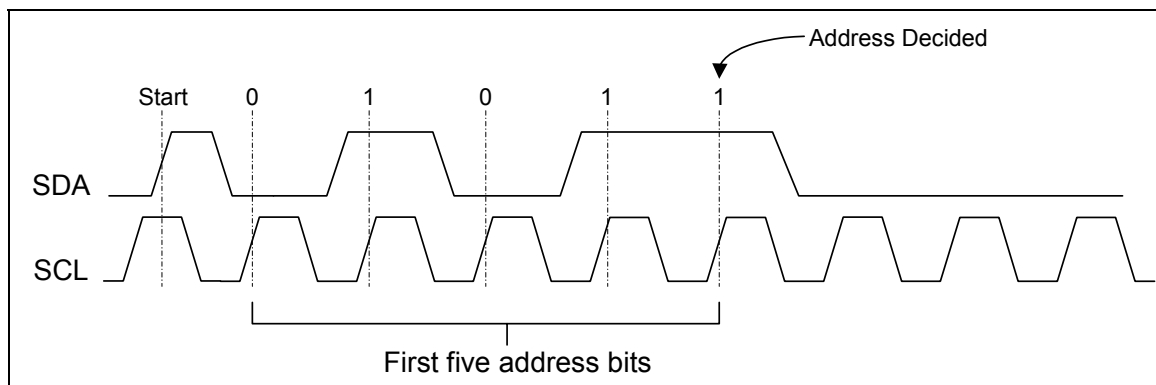 Address Decided
Start 0 1 0 1 1
SDA
SCL
First five address bits